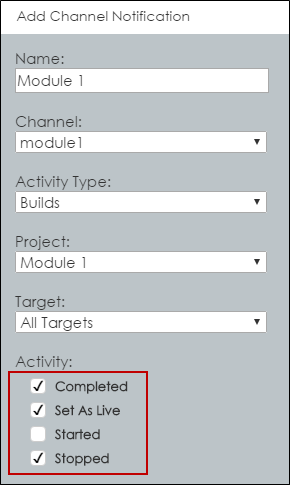 Add Channel Notification
Name:
Module 1
Channel:
module1
Activity Type:
Builds
Project:
Module 1
Target:
All Targets
Activity:
Completed
Set As Live
Started
Stopped